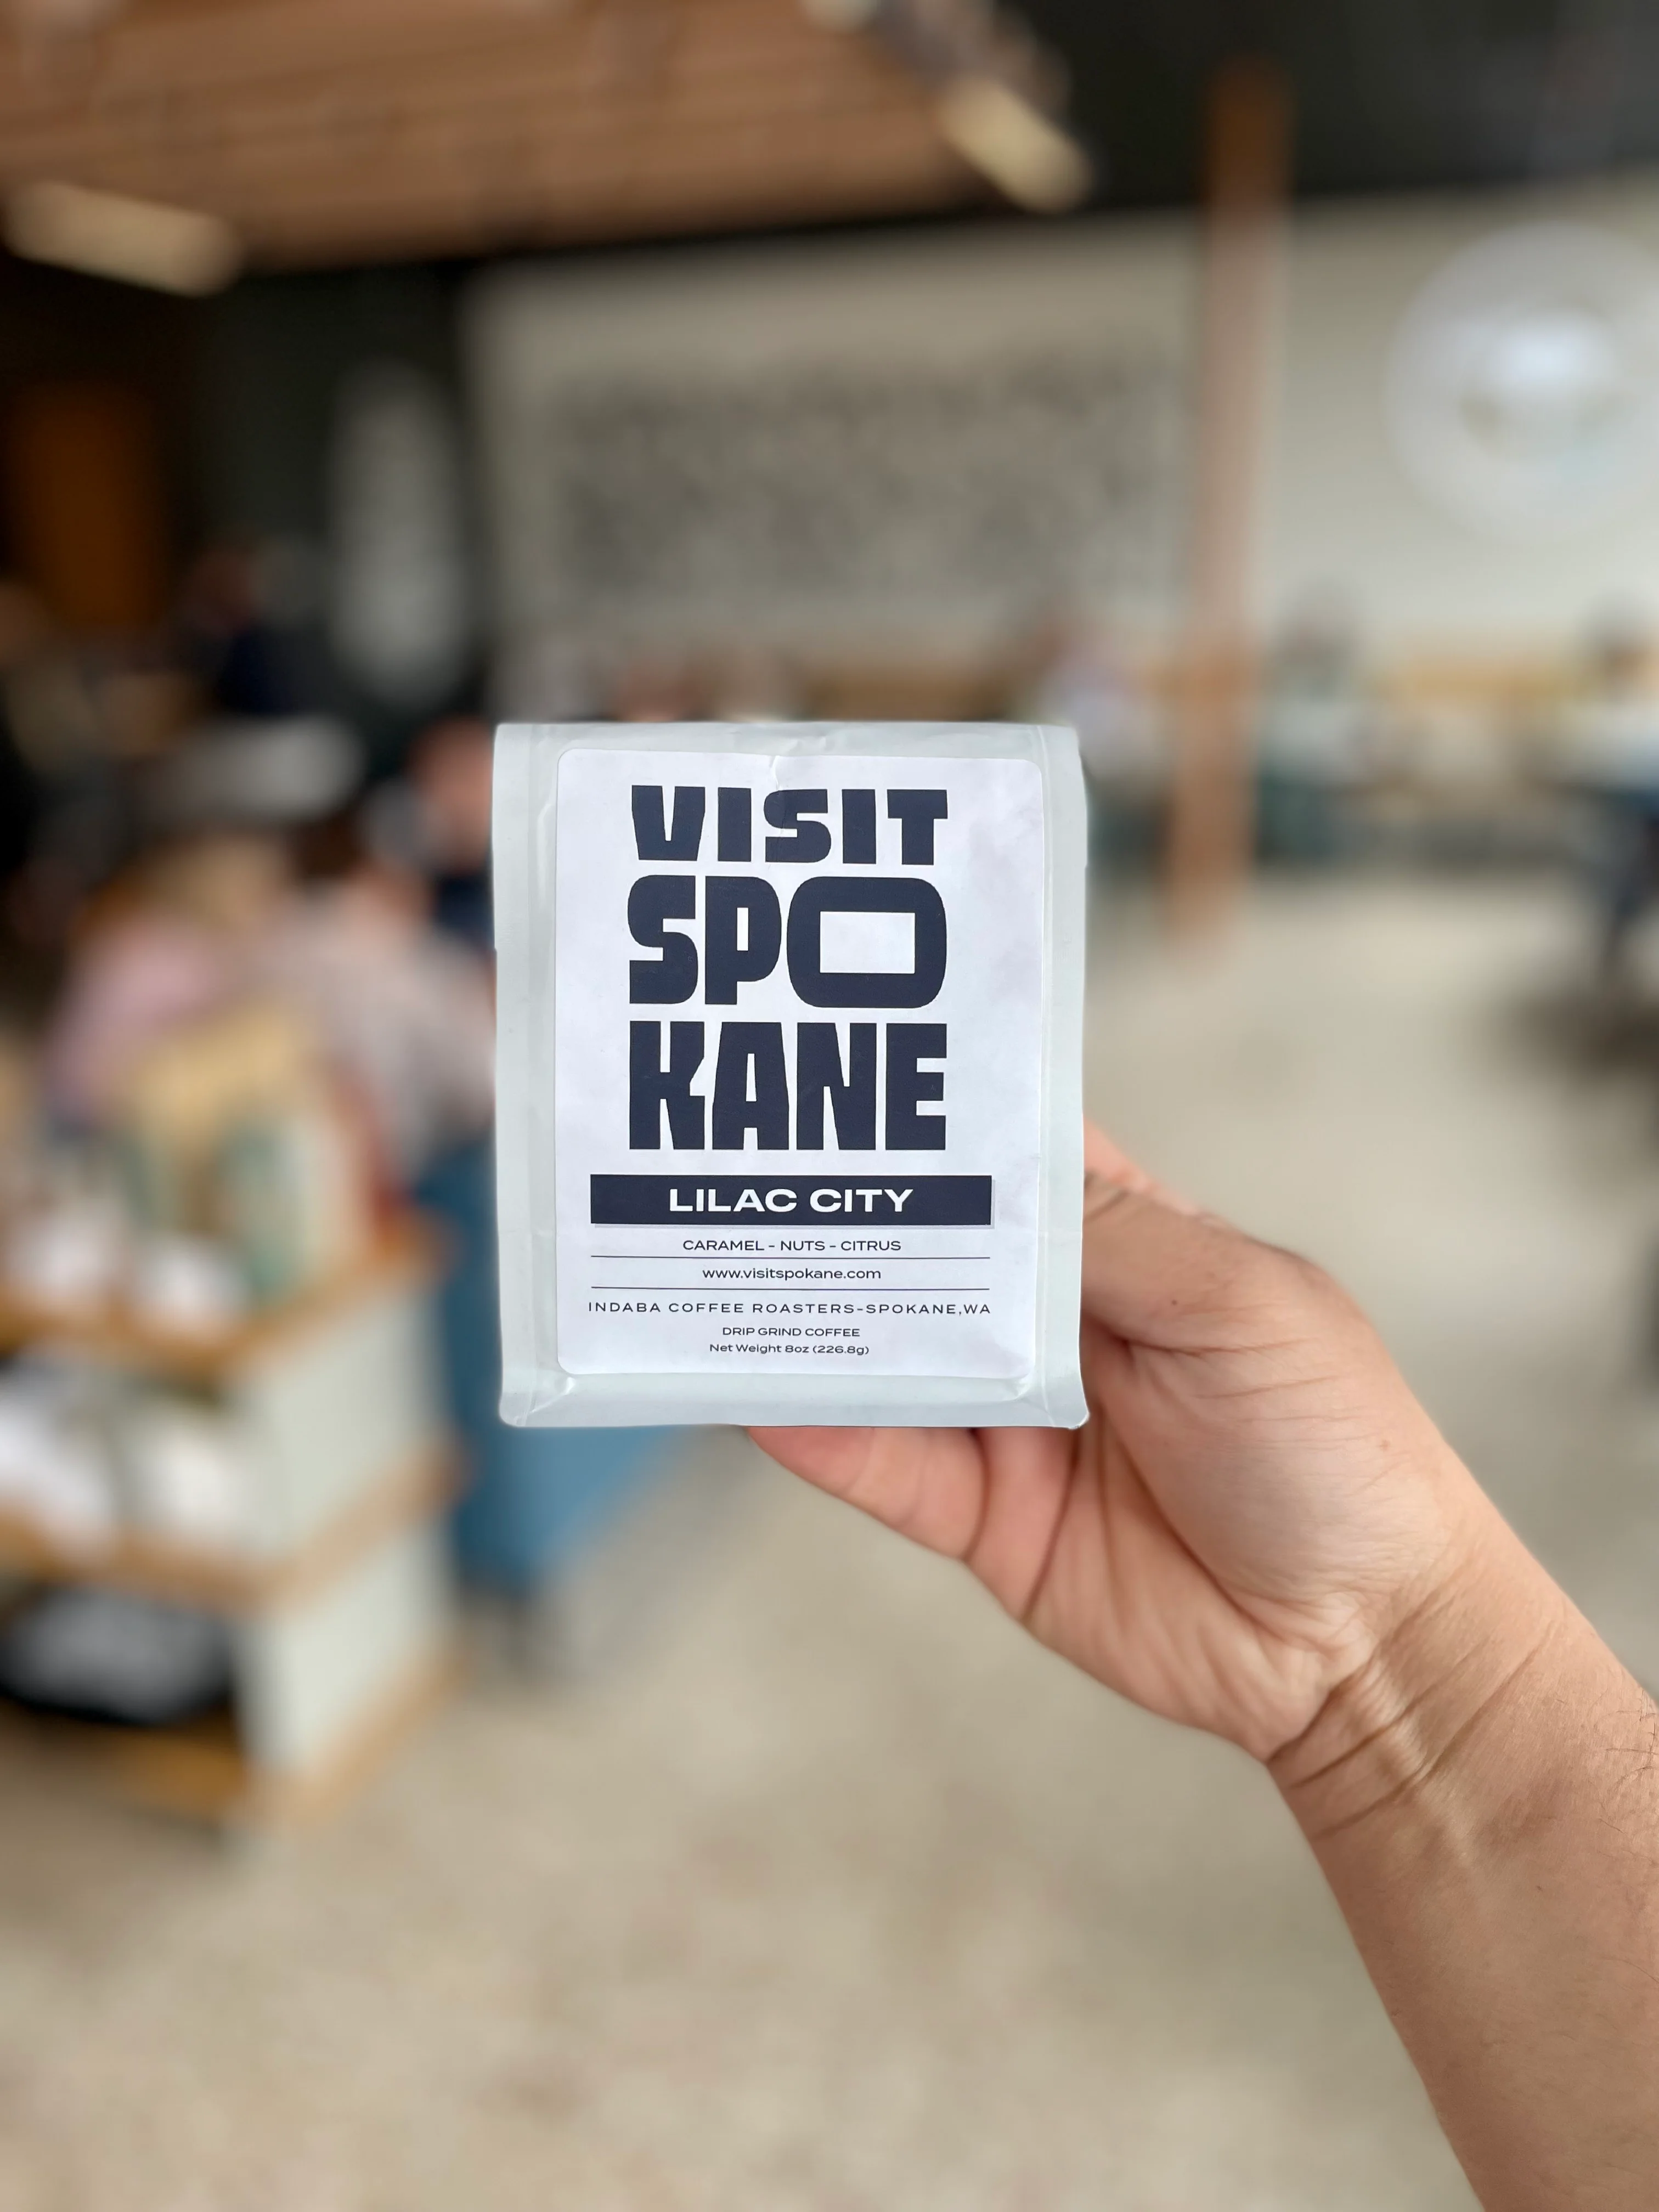 VISIT
SPO
KANE
LILAC CITY
CARAMEL - NUTS - CITRUS
www.visitspokane.com
INDABA COFFEE ROASTERS-SPOKANE,WA
DRIP GRIND COFFEE
Net Weight 8oz (226.8g)